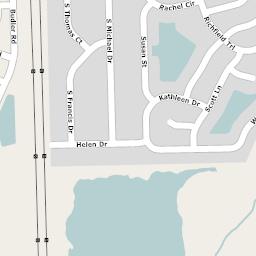 Rachel Cir
Budler Rd
S Thomas Ct
S Michael Dr
Susan St
Richfield Trl
Kathleen Dr
Scott Ln
S Francis Dr
Helen Dr